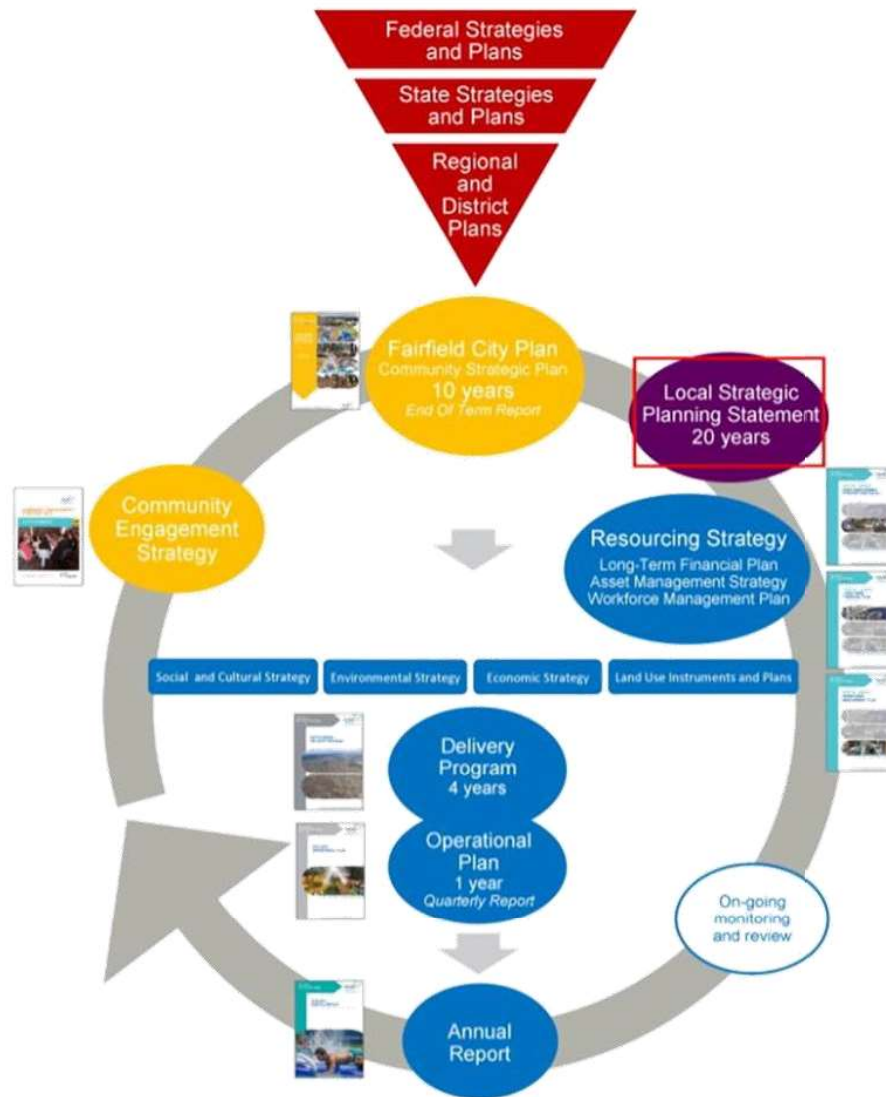 Federal Strategies
and Plans
State Strategies
and Plans
Regional
and
District
Plans
Fairfield City Plan
Community Strategic Plan
10 years
End Of Term Report
Local Strategic
Planning Statement
20 years
Community
Engagement
Strategy
Resourcing Strategy
Long-Term Financial Plan
Asset Management Strategy
Workforce Management Plan
Social and Cultural Strategy
Environmental Strategy
Economic Strategy
Land Use Instruments and Plans
Delivery
Program
4 years
Operational
Plan
1 year
Quarterly Report
On-going
monitoring
and review
Annual
Report